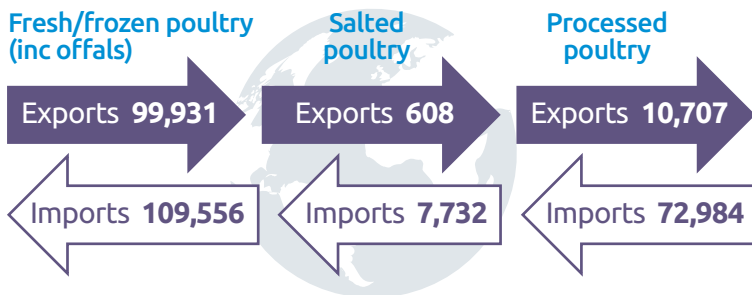 Fresh/frozen poultry
(inc offals)
Exports 99,931
Imports 109,556
Salted
poultry
Exports 608
Imports 7,732
Processed
poultry
Exports 10,707
Imports 72,984